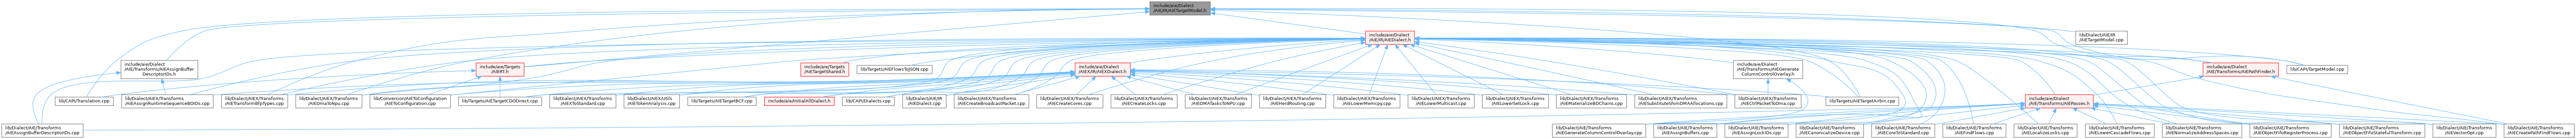 include/aie/Dialect
/AIE/IR/AIETargetModel.h
include/aie/Dialect
/AIE/IR/AIEDialect.h
lib/Dialect/AIE/IR
/AIETargetModel.cpp
include/aie/Dialect
/AIE/Transforms/AIEAssignBuffer
DescriptorIDs.h
include/aie/Targets
/AIERT.h
include/aie/Targets
/AIETargetShared.h
lib/Targets/AIEFlowsToJSON.cpp
include/aie/Dialect
/AIEX/IR/AIEXDialect.h
include/aie/Dialect
/AIE/Transforms/AIEGenerate
ColumnControlOverlay.h
include/aie/Dialect
/AIE/Transforms/AIEPathFinder.h
lib/CAPI/TargetModel.cpp
lib/CAPI/Translation.cpp
lib/Dialect/AIEX/Transforms
/AIEAssignRuntimeSequenceBDIDs.cpp
lib/Dialect/AIEX/Transforms
/AIETransformBfpTypes.cpp
lib/Dialect/AIEX/Transforms
/AIEDmaToNpu.cpp
lib/Conversion/AIEToConfiguration
/AIEToConfiguration.cpp
lib/Targets/AIETargetCDODirect.cpp
lib/Dialect/AIEX/Transforms
/AIEXToStandard.cpp
lib/Dialect/AIEX/Utils
/AIETokenAnalysis.cpp
lib/Targets/AIETargetBCF.cpp
include/aie/InitialAllDialect.h
lib/CAPI/Dialects.cpp
lib/Dialect/AIE/IR
/AIEDialect.cpp
lib/Dialect/AIEX/Transforms
/AIECreateBroadcastPacket.cpp
lib/Dialect/AIEX/Transforms
/AIECreateCores.cpp
lib/Dialect/AIEX/Transforms
/AIECreateLocks.cpp
lib/Dialect/AIEX/Transforms
/AIEDMATasksToNPU.cpp
lib/Dialect/AIEX/Transforms
/AIEHerdRouting.cpp
lib/Dialect/AIEX/Transforms
/AIELowerMemcpy.cpp
lib/Dialect/AIEX/Transforms
/AIELowerMulticast.cpp
lib/Dialect/AIEX/Transforms
/AIELowerSetLock.cpp
lib/Dialect/AIEX/Transforms
/AIEMaterializeBDChains.cpp
lib/Dialect/AIEX/Transforms
/AIESubstituteShimDMAAllocations.cpp
lib/Dialect/AIEX/Transforms
/AIECtrlPacketToDma.cpp
lib/Targets/AIETargetAirbin.cpp
include/aie/Dialect
/AIE/Transforms/AIEPasses.h
lib/Dialect/AIE/Transforms
/AIEAssignBufferDescriptorIDs.cpp
lib/Dialect/AIE/Transforms
/AIEGenerateColumnControlOverlay.cpp
lib/Dialect/AIE/Transforms
/AIEAssignBuffers.cpp
lib/Dialect/AIE/Transforms
/AIEAssignLockIDs.cpp
lib/Dialect/AIE/Transforms
/AIECanonicalizeDevice.cpp
lib/Dialect/AIE/Transforms
/AIECoreToStandard.cpp
lib/Dialect/AIE/Transforms
/AIEFindFlows.cpp
lib/Dialect/AIE/Transforms
/AIELocalizeLocks.cpp
lib/Dialect/AIE/Transforms
/AIELowerCascadeFlows.cpp
lib/Dialect/AIE/Transforms
/AIENormalizeAddressSpaces.cpp
lib/Dialect/AIE/Transforms
/AIEObjectFifoRegisterProcess.cpp
lib/Dialect/AIE/Transforms
/AIEObjectFifoStatefulTransform.cpp
lib/Dialect/AIE/Transforms
/AIEVectorOpt.cpp
lib/Dialect/AIE/Transforms
/AIECreatePathFindFlows.cpp